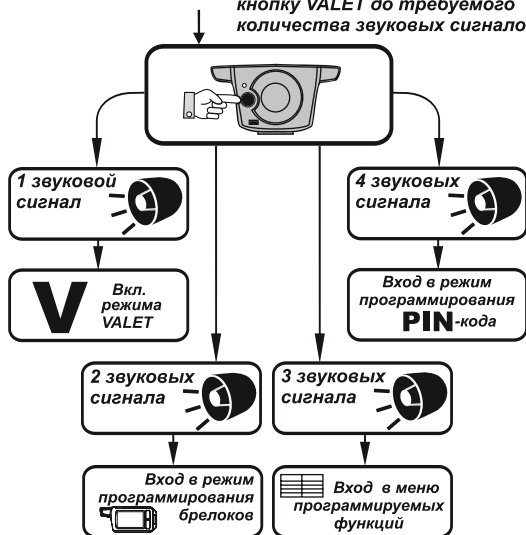 кнопку VALET до требуемого
количества звуковых сигнало
1 звуковой
сигнал
4 звуковых
сигнала
V
Вкл.
режима
VALET
Вход в режим
программирования
PIN-кода
2 звуковых
сигнала
3 звуковых
сигнала
Вход в режим
программирования
брелоков
Вход в меню
программируемых
функций